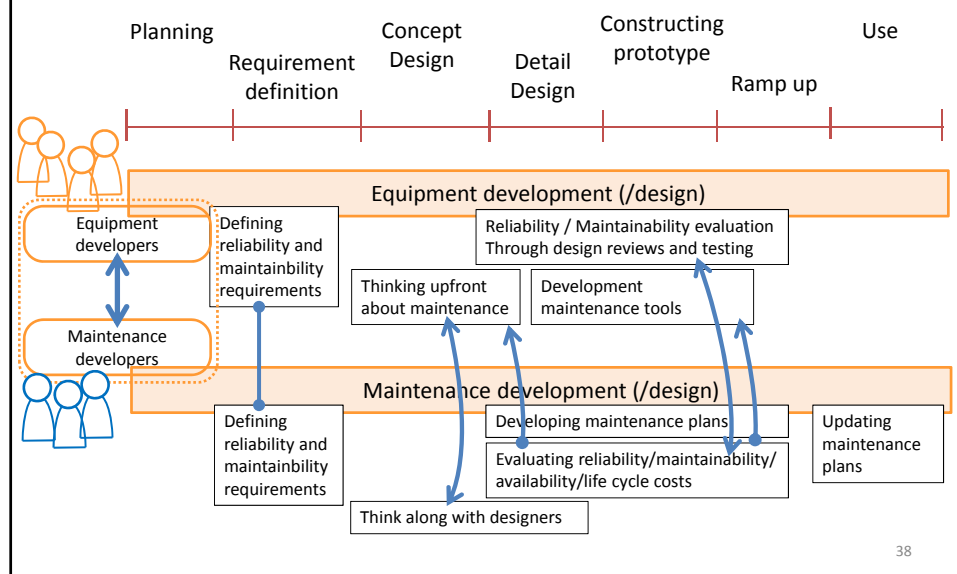 Planning
Requirement
definition
Concept
Design
Detail
Design
Constructing
prototype
Ramp up
Use
Equipment development (/design)
Equipment
developers
Maintenance
developers
Defining
reliability and
maintainbility
requirements
Thinking upfront
about maintenance
Reliability / Maintainability evaluation
Through design reviews and testing
Development
maintenance tools
Maintenance development (/design)
Defining
reliability and
maintainbility
requirements
Think along with designers
Developing maintenance plans
Evaluating reliability/maintainability/
availability/life cycle costs
Updating
maintenance
plans
38